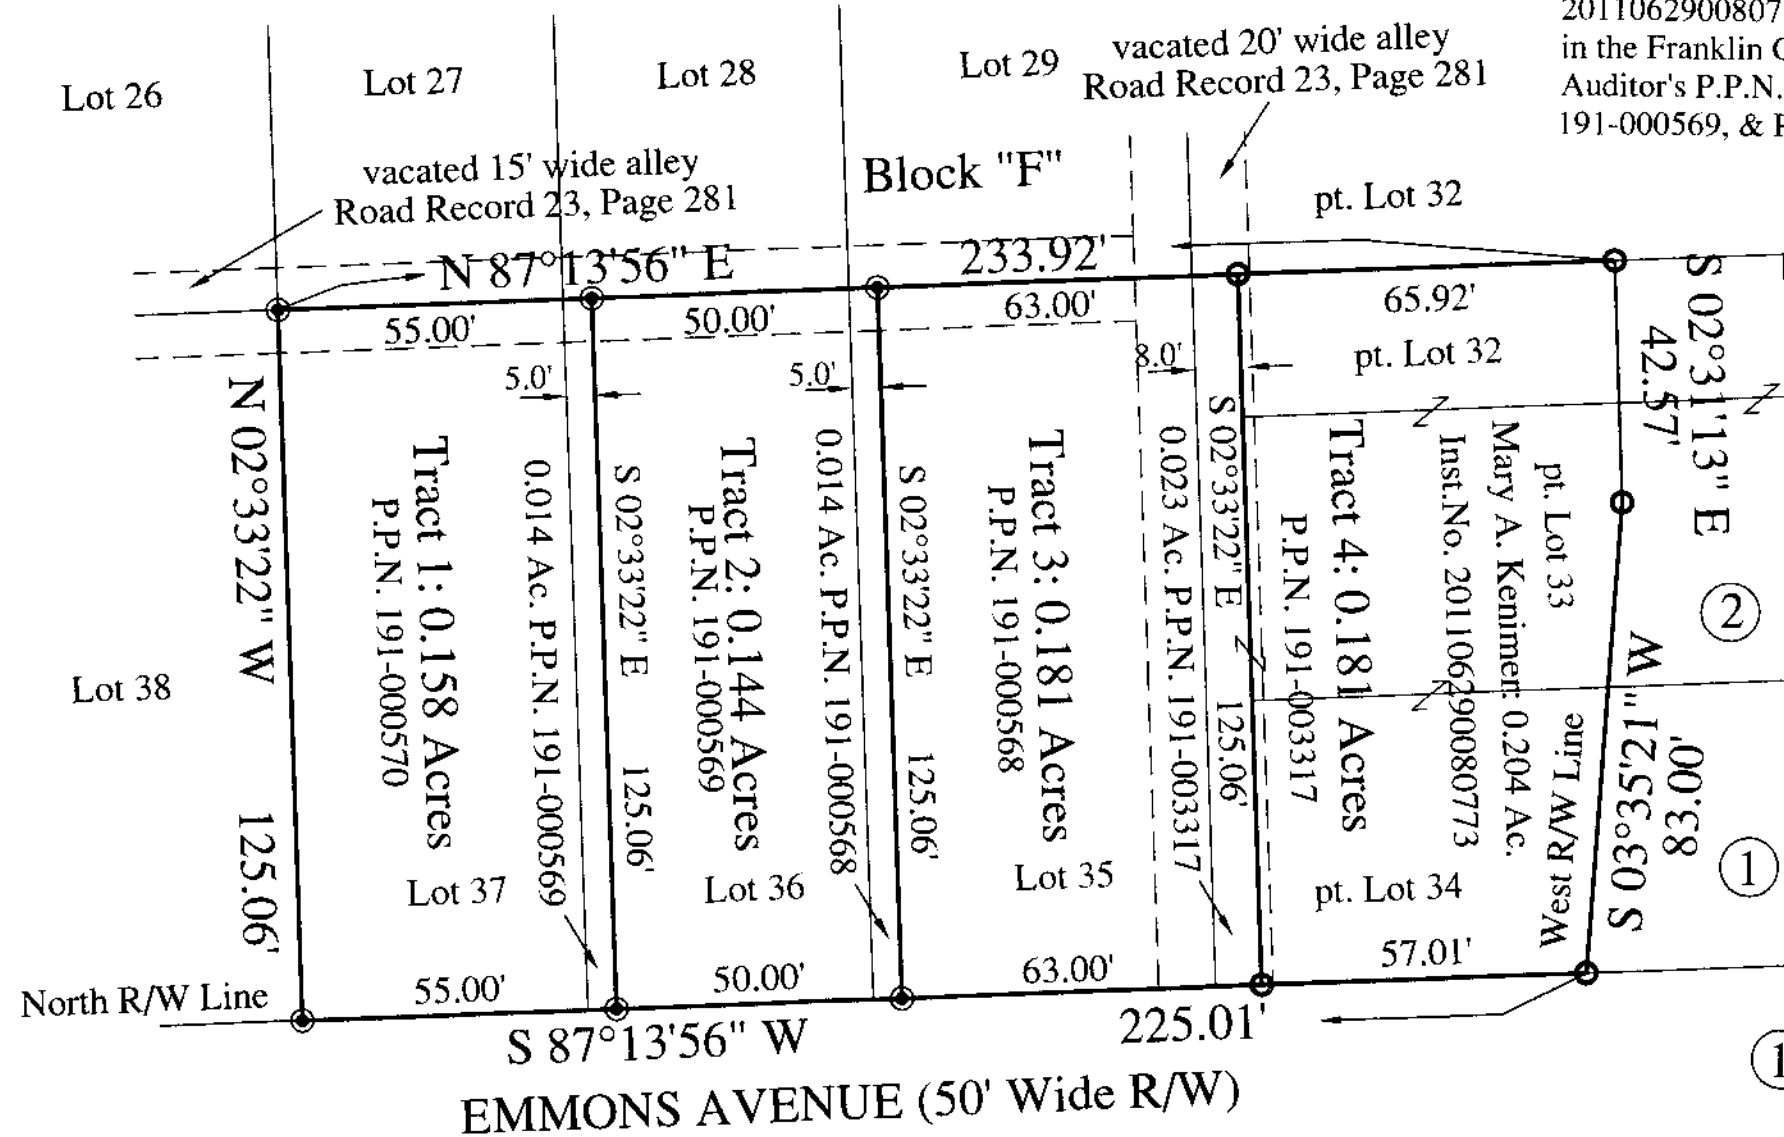 2011062900807
in the Franklin
Auditor's P.P.N.
191-000569, &
vacated 20' wide alley
Road Record 23, Page 281
Lot 26
Lot 27
Lot 28
Lot 29
vacated 15' wide alley
Road Record 23, Page 281
Block "F"
pt. Lot 32
N 87°13'56" E
233.92'
55.00'
50.00'
63.00'
65.92'
pt. Lot 32
5.0'
5.0'
8.0'
S 02°31'13" E
42.57'
N 02°33'22" W
125.06'
Tract 1: 0.158 Acres
P.P.N. 191-000570
0.014 Ac. P.P.N. 191-000569
S 02°33'22" E
125.06'
Tract 2: 0.144 Acres
P.P.N. 191-000569
0.014 Ac. P.P.N. 191-000568
S 02°33'22" E
125.06'
Tract 3: 0.181 Acres
P.P.N. 191-000568
0.023 Ac. P.P.N. 191-003317
S 02°33'22" E
125.06'
Tract 4: 0.181 Acres
P.P.N. 191-003317
pt. Lot 33
Mary A. Kenimer: 0.204 Ac.
Inst.No. 201106290080773
West R/W Line
S 03°35'21" W
83.00'
2
1
1
Lot 38
Lot 37
Lot 36
Lot 35
pt. Lot 34
North R/W Line
55.00'
50.00'
63.00'
57.01'
S 87°13'56" W
225.01'
EMMONS AVENUE (50' Wide R/W)